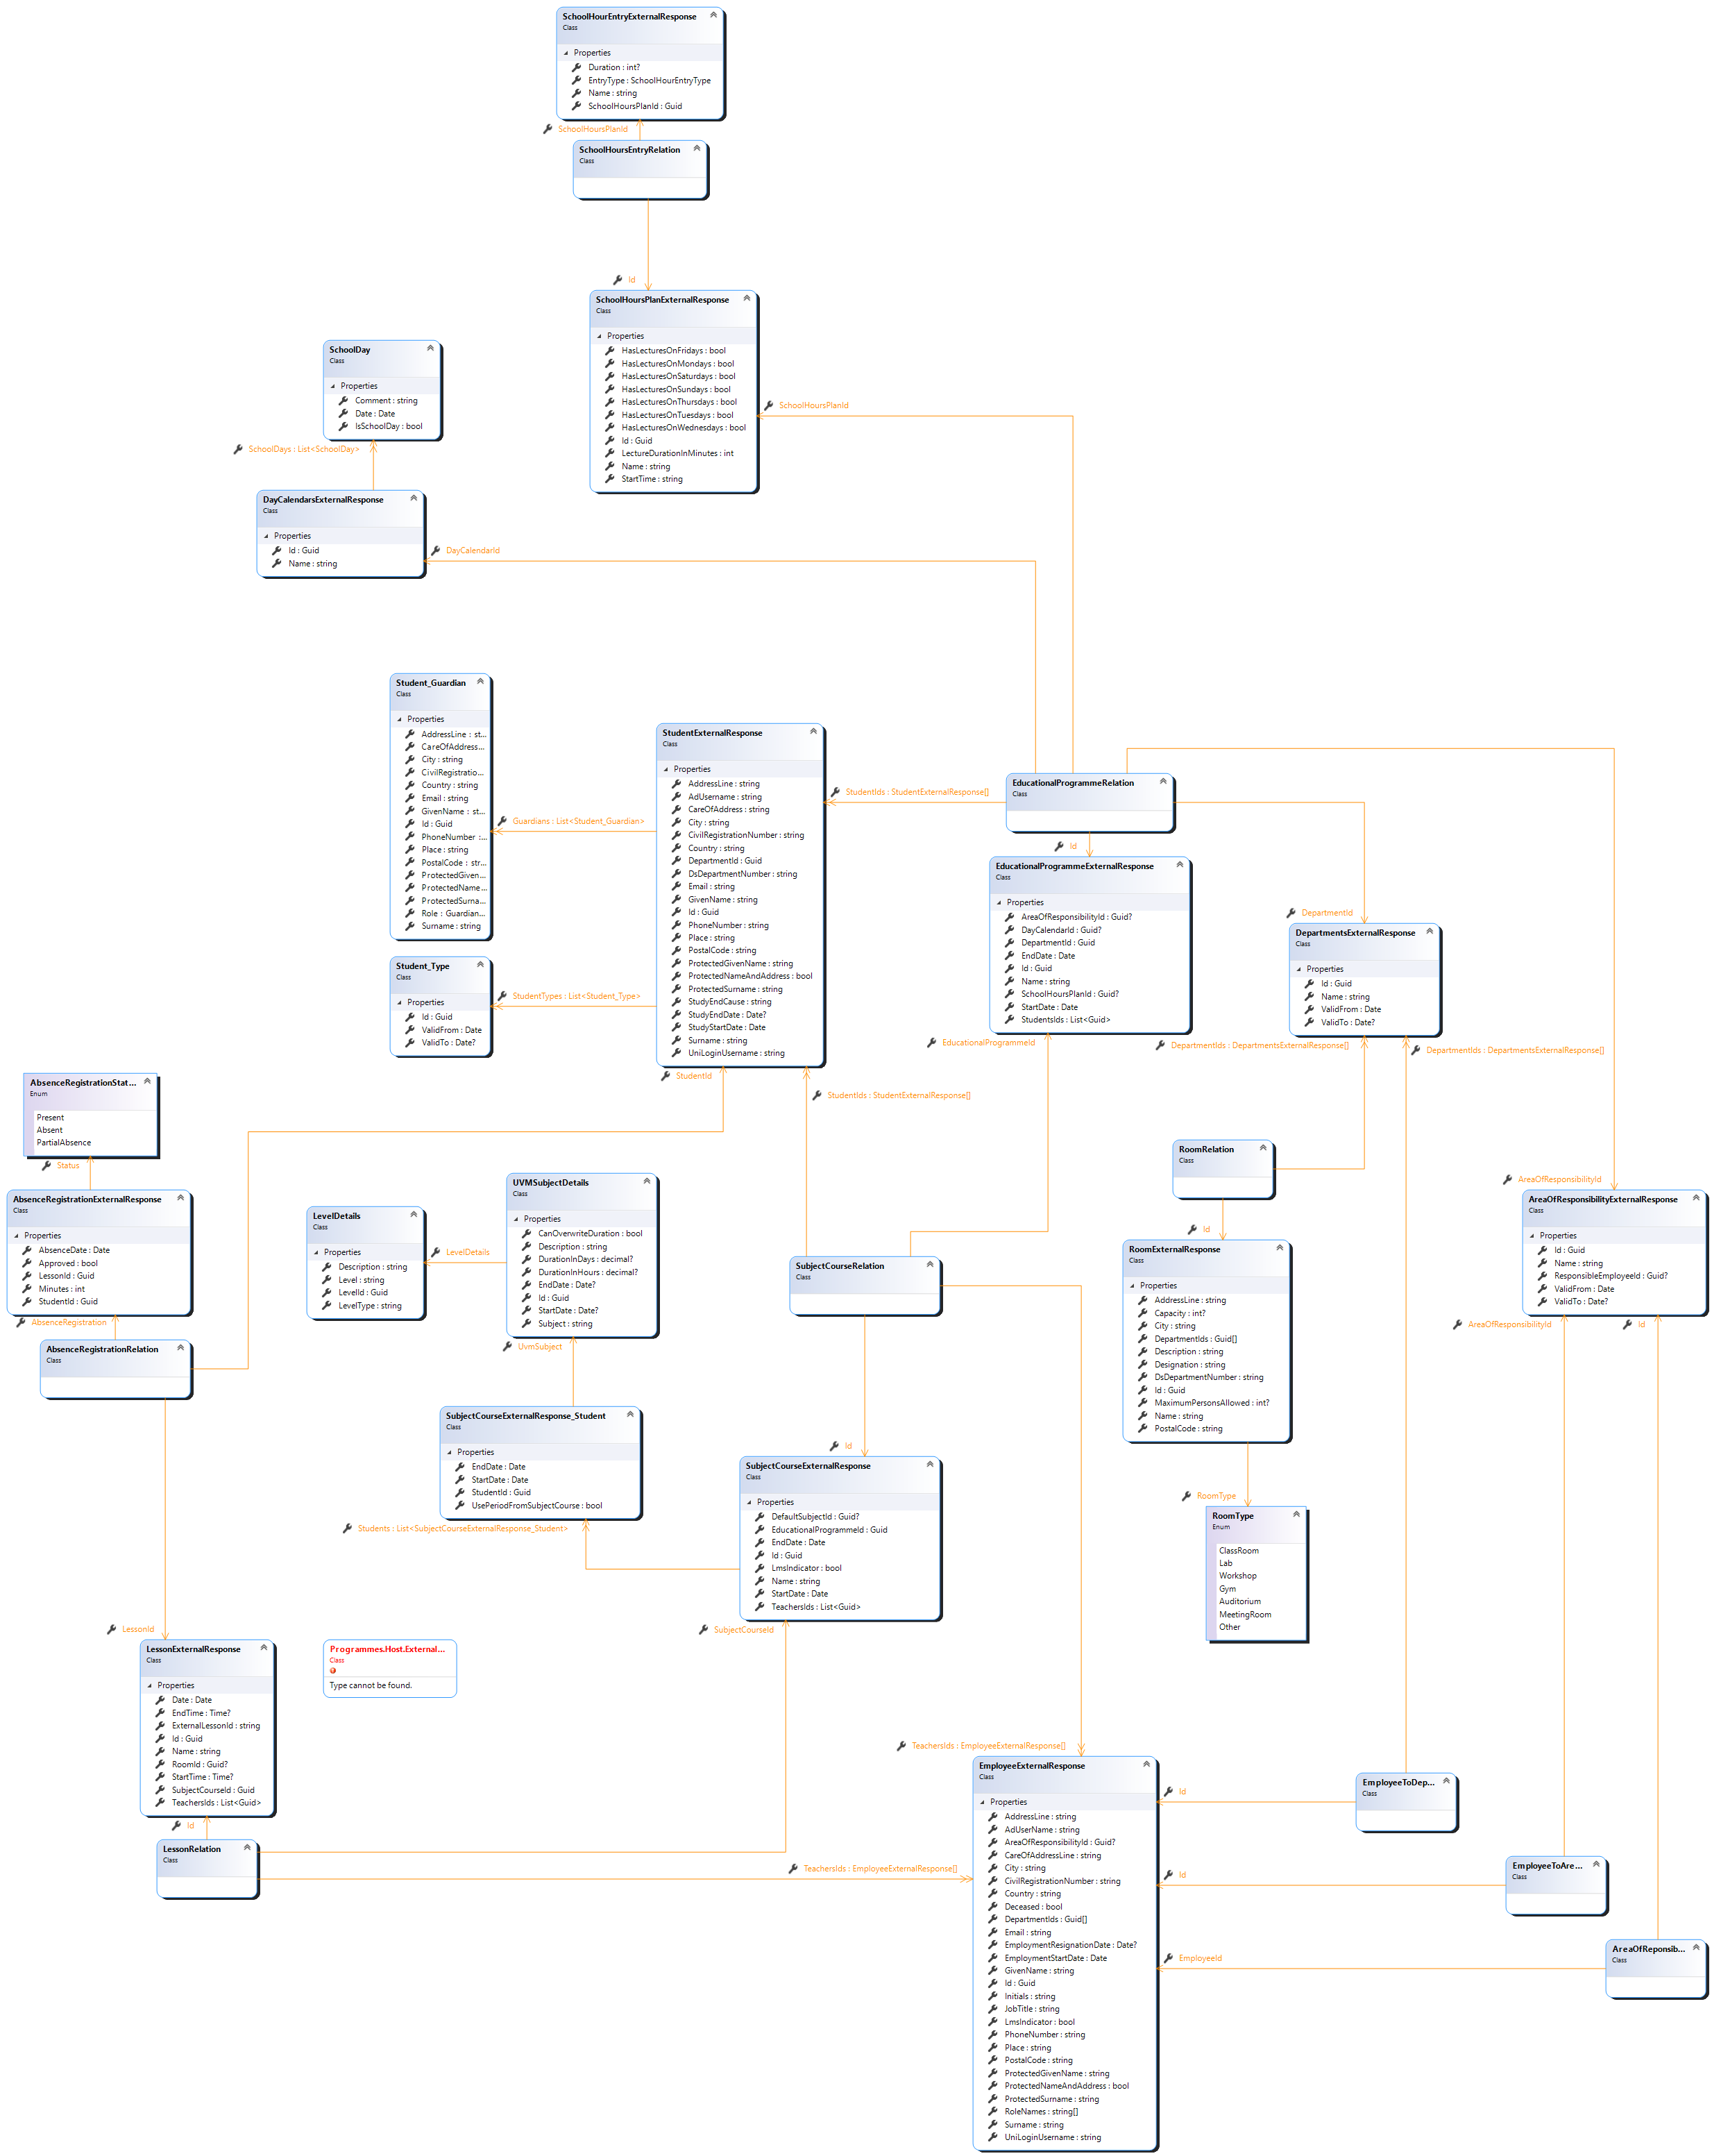 SchoolHourEntryExternalResponse
Class
Properties
Duration : int?
EntryType : SchoolHourEntryType
Name : string
SchoolHoursPlanId : Guid
SchoolHoursPlanId
SchoolHoursEntryRelation
Class
Id
SchoolHoursPlanExternalResponse
Class
Properties
HasLecturesOnFridays : bool
HasLecturesOnMondays : bool
HasLecturesOnSaturdays : bool
HasLecturesOnSundays : bool
HasLecturesOnThursdays : bool
HasLecturesOnTuesdays : bool
HasLecturesOnWednesdays : bool
Id : Guid
LectureDurationInMinutes : int
Name : string
StartTime : string
SchoolHoursPlanId
SchoolDay
Class
Properties
Comment : string
Date : Date
IsSchoolDay : bool
SchoolDays : List<SchoolDay>
DayCalendarsExternalResponse
Class
Properties
Id : Guid
Name : string
DayCalendarId
Student_Guardian
Class
Properties
AddressLine : st...
CareOfAddress...
City : string
CivilRegistratio...
Country : string
Email : string
GivenName : st...
Id : Guid
PhoneNumber :...
Place : string
PostalCode : str...
ProtectedGiven...
ProtectedName...
ProtectedSurna...
Role : Guardian...
Surname : string
Guardians : List<Student_Guardian>
Student_Type
Class
Properties
Id : Guid
ValidFrom : Date
ValidTo : Date?
StudentTypes : List<Student_Type>
StudentExternalResponse
Class
Properties
AddressLine : string
AdUsername : string
CareOfAddress : string
City : string
CivilRegistrationNumber : string
Country : string
DepartmentId : Guid
DsDepartmentNumber : string
Email : string
GivenName : string
Id : Guid
PhoneNumber : string
Place : string
PostalCode : string
ProtectedGivenName : string
ProtectedNameAndAddress : bool
ProtectedSurname : string
StudyEndCause : string
StudyEndDate : Date?
StudyStartDate : Date
Surname : string
UniLoginUsername : string
StudentId
StudentIds : StudentExternalResponse[]
StudentIds : StudentExternalResponse[]
EducationalProgrammeRelation
Class
Id
EducationalProgrammeExternalResponse
Class
Properties
AreaOfResponsibilityId : Guid?
DayCalendarId : Guid?
DepartmentId : Guid
EndDate : Date
Id : Guid
Name : string
SchoolHoursPlanId : Guid?
StartDate : Date
StudentsIds : List<Guid>
EducationalProgrammeId
DepartmentId
DepartmentsExternalResponse
Class
Properties
Id : Guid
Name : string
ValidFrom : Date
ValidTo : Date?
DepartmentIds : DepartmentsExternalResponse[]
DepartmentIds : DepartmentsExternalResponse[]
AbsenceRegistrationStat...
Enum
Present
Absent
PartialAbsence
Status
AbsenceRegistrationExternalResponse
Class
Properties
AbsenceDate : Date
Approved : bool
LessonId : Guid
Minutes : int
StudentId : Guid
AbsenceRegistration
AbsenceRegistrationRelation
Class
LevelDetails
Class
Properties
Description : string
Level : string
LevelId : Guid
LevelType : string
LevelDetails
UVMSubjectDetails
Class
Properties
CanOverwriteDuration : bool
Description : string
DurationInDays : decimal?
DurationInHours : decimal?
EndDate : Date?
Id : Guid
StartDate : Date?
Subject : string
UvmSubject
SubjectCourseExternalResponse_Student
Class
Properties
EndDate : Date
StartDate : Date
StudentId : Guid
UsePeriodFromSubjectCourse : bool
Students : List<SubjectCourseExternalResponse_Student>
SubjectCourseRelation
Class
Id
SubjectCourseExternalResponse
Class
Properties
DefaultSubjectId : Guid?
EducationalProgrammeId : Guid
EndDate : Date
Id : Guid
LmsIndicator : bool
Name : string
StartDate : Date
TeachersIds : List<Guid>
SubjectCourseId
RoomRelation
Class
Id
RoomExternalResponse
Class
Properties
AddressLine : string
Capacity : int?
City : string
DepartmentIds : Guid[]
Description : string
Designation : string
DsDepartmentNumber : string
Id : Guid
MaximumPersonsAllowed : int?
Name : string
PostalCode : string
RoomType
RoomType
Enum
ClassRoom
Lab
Workshop
Gym
Auditorium
MeetingRoom
Other
AreaOfResponsibilityId
AreaOfResponsibilityExternalResponse
Class
Properties
Id : Guid
Name : string
ResponsibleEmployeeId : Guid?
ValidFrom : Date
ValidTo : Date?
AreaOfResponsibilityId
Id
LessonId
LessonExternalResponse
Class
Properties
Date : Date
EndTime : Time?
ExternalLessonId : string
Id : Guid
Name : string
RoomId : Guid?
StartTime : Time?
SubjectCourseId : Guid
TeachersIds : List<Guid>
Id
LessonRelation
Class
Programmes.Host.External...
Class
Type cannot be found.
TeachersIds : EmployeeExternalResponse[]
TeachersIds : EmployeeExternalResponse[]
EmployeeExternalResponse
Class
Properties
AddressLine : string
AdUserName : string
AreaOfResponsibilityId : Guid?
CareOfAddressLine : string
City : string
CivilRegistrationNumber : string
Country : string
Deceased : bool
DepartmentIds : Guid[]
Email : string
EmploymentResignationDate : Date?
EmploymentStartDate : Date
GivenName : string
Id : Guid
Initials : string
JobTitle : string
LmsIndicator : bool
PhoneNumber : string
Place : string
PostalCode : string
ProtectedGivenName : string
ProtectedNameAndAddress : bool
ProtectedSurname : string
RoleNames : string[]
Surname : string
UniLoginUsername : string
Id
EmployeeToDep...
Class
Id
EmployeeToAre...
Class
EmployeeId
AreaOfReponsib...
Class